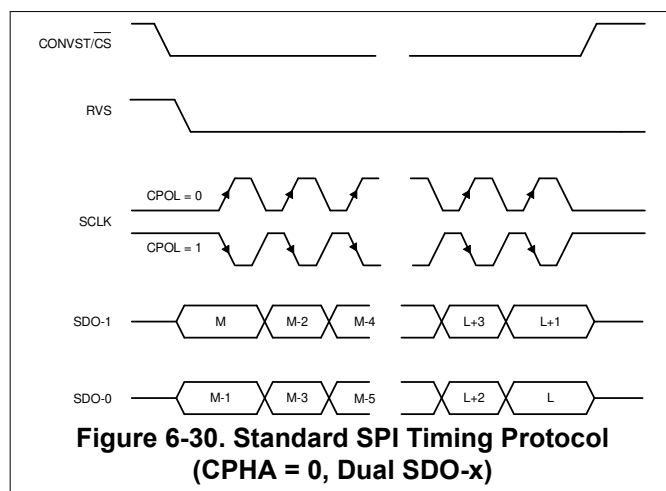 CONVST/CS
RVS
CPOL = 0
SCLK
CPOL = 1
SDO-1 M M-2 M-4 L+3 L+1
SDO-0 M-1 M-3 M-5 L+2 L
Figure 6-30. Standard SPI Timing Protocol
(CPHA = 0, Dual SDO-x)